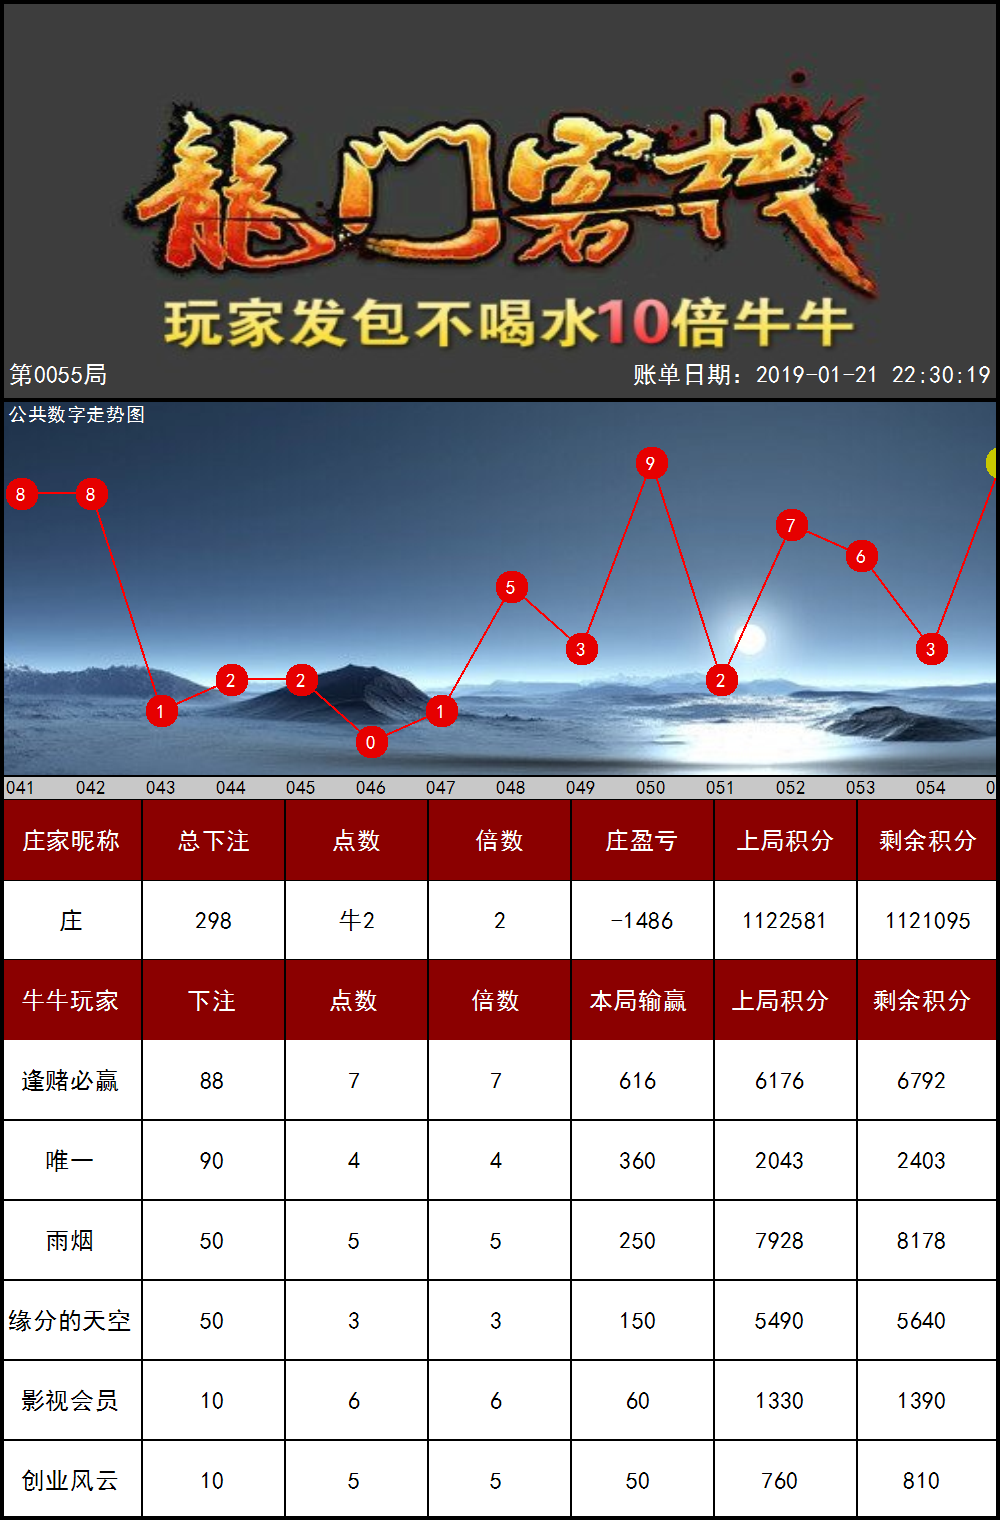 龍门客栈
玩家发包不喝水10倍牛牛
第0055局 账单日期：2019-01-21 22:30:19
公共数字走势图
8 8 1 2 2 0 1 5 3 9 2 7 6 3
041 042 043 044 045 046 047 048 049 050 051 052 053 054 0
庄家昵称 总下注 点数 倍数 庄盈亏 上局积分 剩余积分
庄 298 牛2 2 -1486 1122581 1121095
牛牛玩家 下注 点数 倍数 本局输赢 上局积分 剩余积分
逢赌必赢 88 7 7 616 6176 6792
唯一 90 4 4 360 2043 2403
雨烟 50 5 5 250 7928 8178
缘分的天空 50 3 3 150 5490 5640
影视会员 10 6 6 60 1330 1390
创业风云 10 5 5 50 760 810